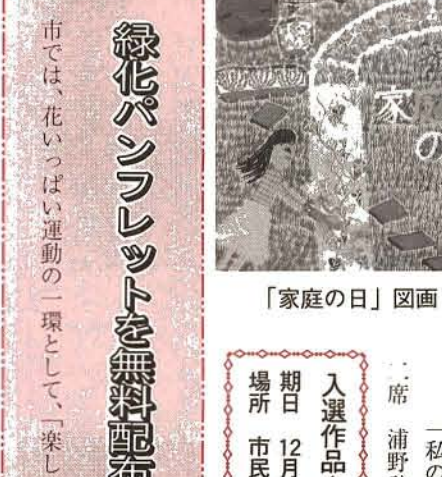 家
の
「家庭の日」図画
「私の
席 浦野
入選作品
期日 12月
場所 市民
緑化パンフレットを無料配布
市では、花いっぱい運動の一環として、「楽し